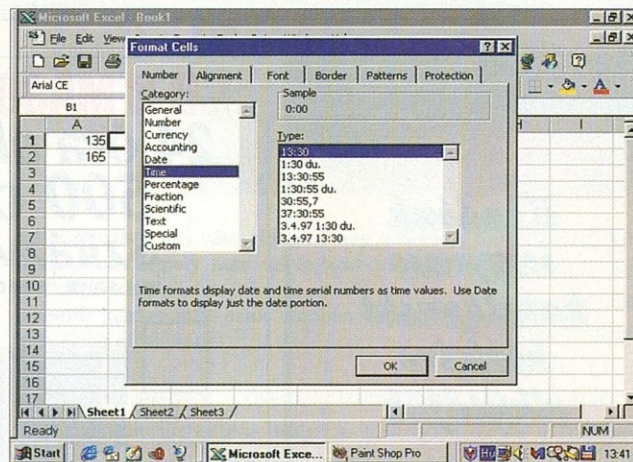 Microsoft Excel - Book1
File Edit View
Format Cells
Arial CE
B1
Number Alignment Font Border Patterns Protection
Category:
General
Number
Currency
Accounting
Date
Time
Percentage
Fraction
Scientific
Text
Special
Custom
Sample
0:00
Type:
13:30
1:30 du.
13:30:55
1:30:55 du.
30:55,7
37:30:55
3.4.97 1:30 du.
3.4.97 13:30
Time formats display date and time serial numbers as time values. Use Date
formats to display just the date portion.
OK Cancel
A H I
1 135
2 165
3
4
5
6
7
8
9
10
11
12
13
14
15
16
17
Sheet1 Sheet2 Sheet3
Ready NUM
Start Microsoft Exce... Paint Shop Pro Hu 13:41